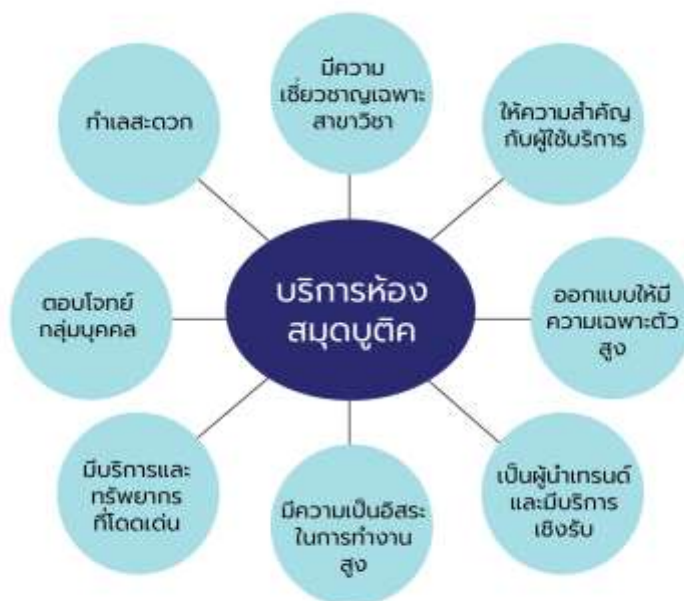 มีความ
เชี่ยวชาญเฉพาะ
สาขาวิชา
ทำเลสะดวก
ให้ความสำคัญ
กับผู้ใช้บริการ
บริการห้อง
สมุดบูติค
ตอบโจทย์
กลุ่มบุคคล
ออกแบบให้มี
ความเฉพาะตัว
สูง
มีบริการและ
ทรัพยากร
ที่โดดเด่น
มีความเป็นอิสระ
ในการทำงาน
สูง
เป็นผู้นำเทรนด์
และมีบริการ
เชิงรับ